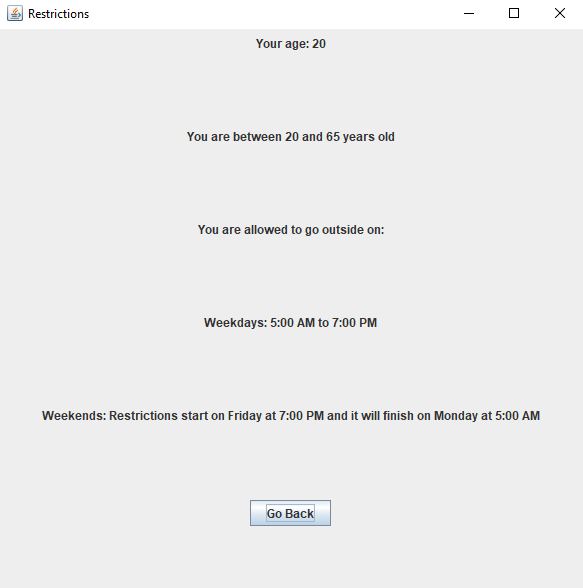 Restrictions
Your age: 20
You are between 20 and 65 years old
You are allowed to go outside on:
Weekdays: 5:00 AM to 7:00 PM
Weekends: Restrictions start on Friday at 7:00 PM and it will finish on Monday at 5:00 AM
Go Back